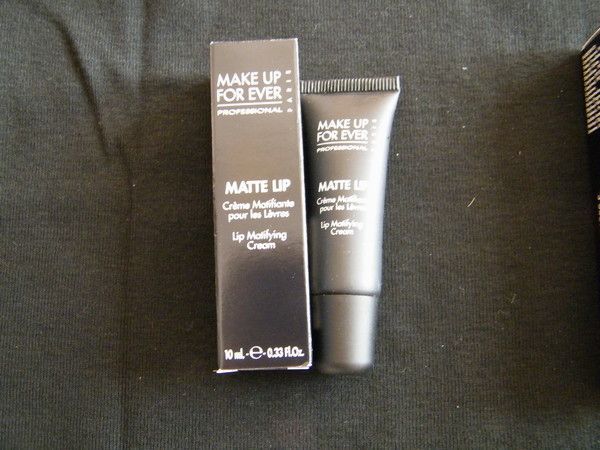 MAKE UP
FOR EVER
PROFESSIONAL
PARIS
MATTE LIP
Crème Matifiante
pour les Lèvres
Lip Matifying
Cream
10 ml. - e - 0.33 Fl.Oz.
MAKE UP
FOR EVER
PROFESSIONAL
PARIS
MATTE LIP
Crème Matifiante
pour les Lèvres
Lip Matifying
Cream